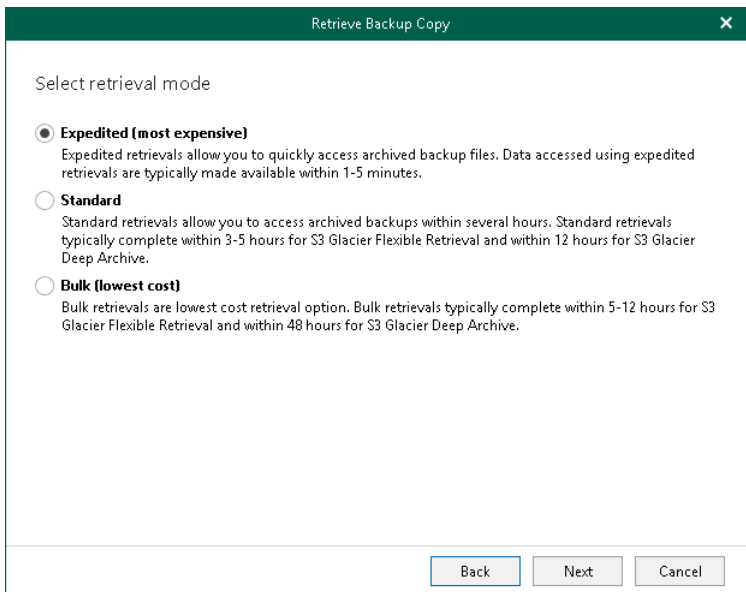 Retrieve Backup Copy
Select retrieval mode
Expedited (most expensive)
Expedited retrievals allow you to quickly access archived backup files. Data accessed using expedited
retrievals are typically made available within 1-5 minutes.
Standard
Standard retrievals allow you to access archived backups within several hours. Standard retrievals
typically complete within 3-5 hours for S3 Glacier Flexible Retrieval and within 12 hours for S3 Glacier
Deep Archive.
Bulk (lowest cost)
Bulk retrievals are lowest cost retrieval option. Bulk retrievals typically complete within 5-12 hours for S3
Glacier Flexible Retrieval and within 48 hours for S3 Glacier Deep Archive.
Back Next Cancel